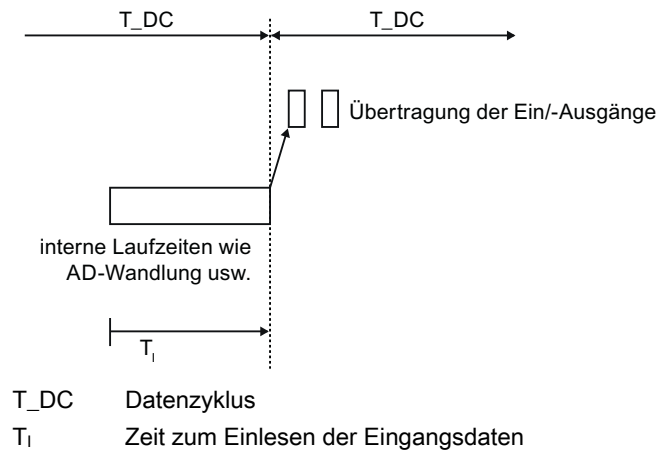 T_DC T_DC
Übertragung der Ein/-Ausgänge
interne Laufzeiten wie
AD-Wandlung usw.
TI
T_DC Datenzyklus
TI Zeit zum Einlesen der Eingangsdaten